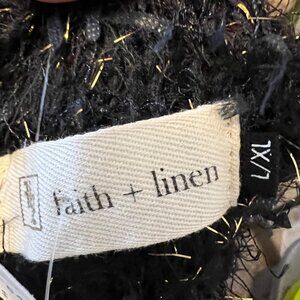 faith + linen
L/XL